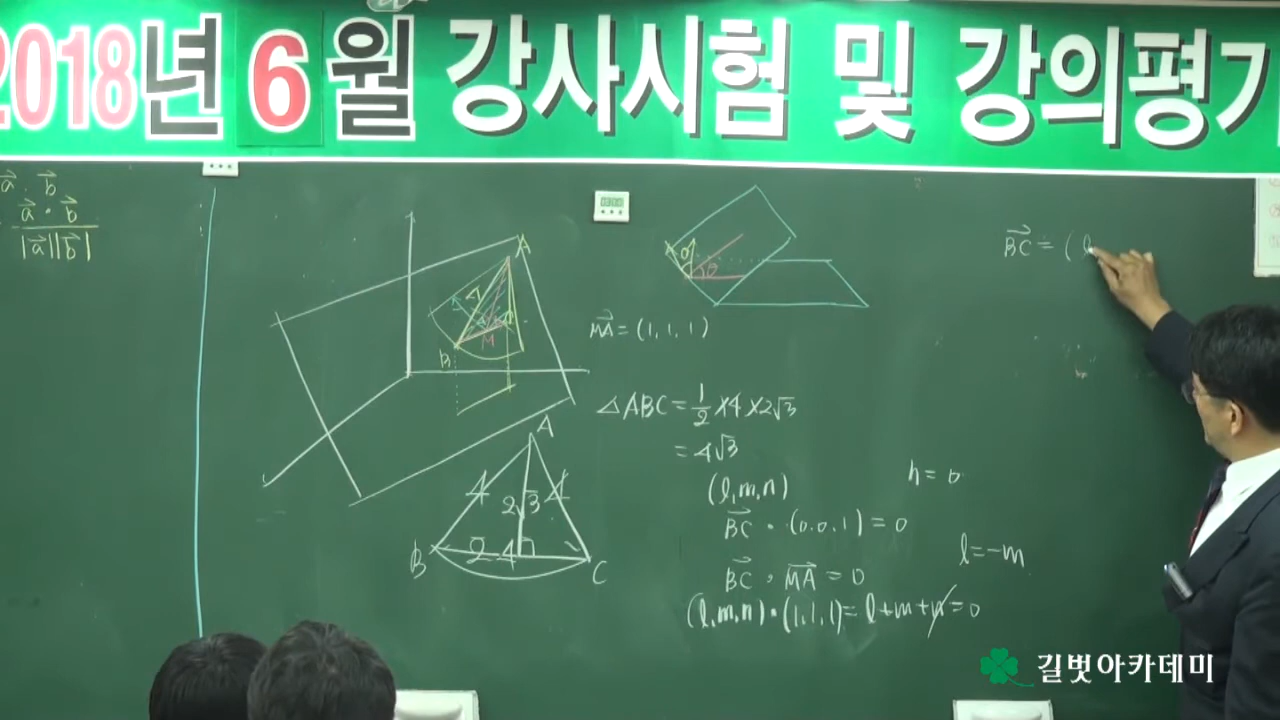 2018년 6월 강사시험 및 강의평가
a⃗ . b⃗
a⃗ · b⃗
|a⃗||b⃗|
03:00
A
4
B
M
θ
MA⃗ = (1, 1, 1)
△ABC = 1/2 × 4 × 2√3
= 4√3
(l, m, n)
BC⃗ · (0.0.1) = 0
BC⃗ · MA⃗ = 0
(l, m, n) · (1, 1, 1) = l + m + n = 0
n = 0
l = -m
BC⃗ = ( l
A
4
2√3
4
B
C
길벗아카데미